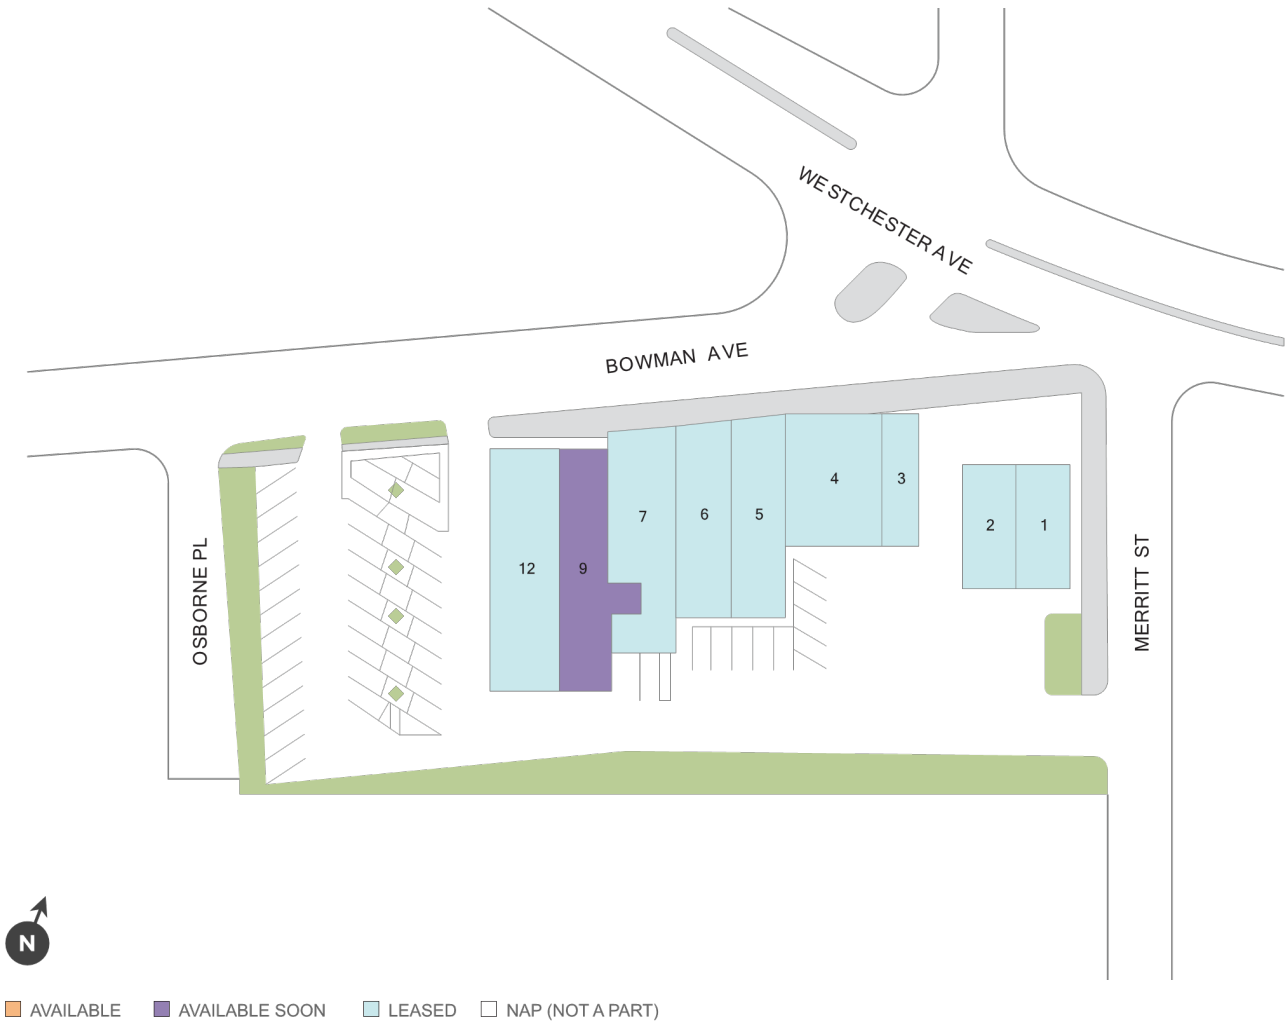 WESTCHESTER AVE
BOWMAN AVE
4
3
7
6
5
2
1
12
9
OSBORNE PL
MERRITT ST
N
AVAILABLE
AVAILABLE SOON
LEASED
NAP (NOT A PART)